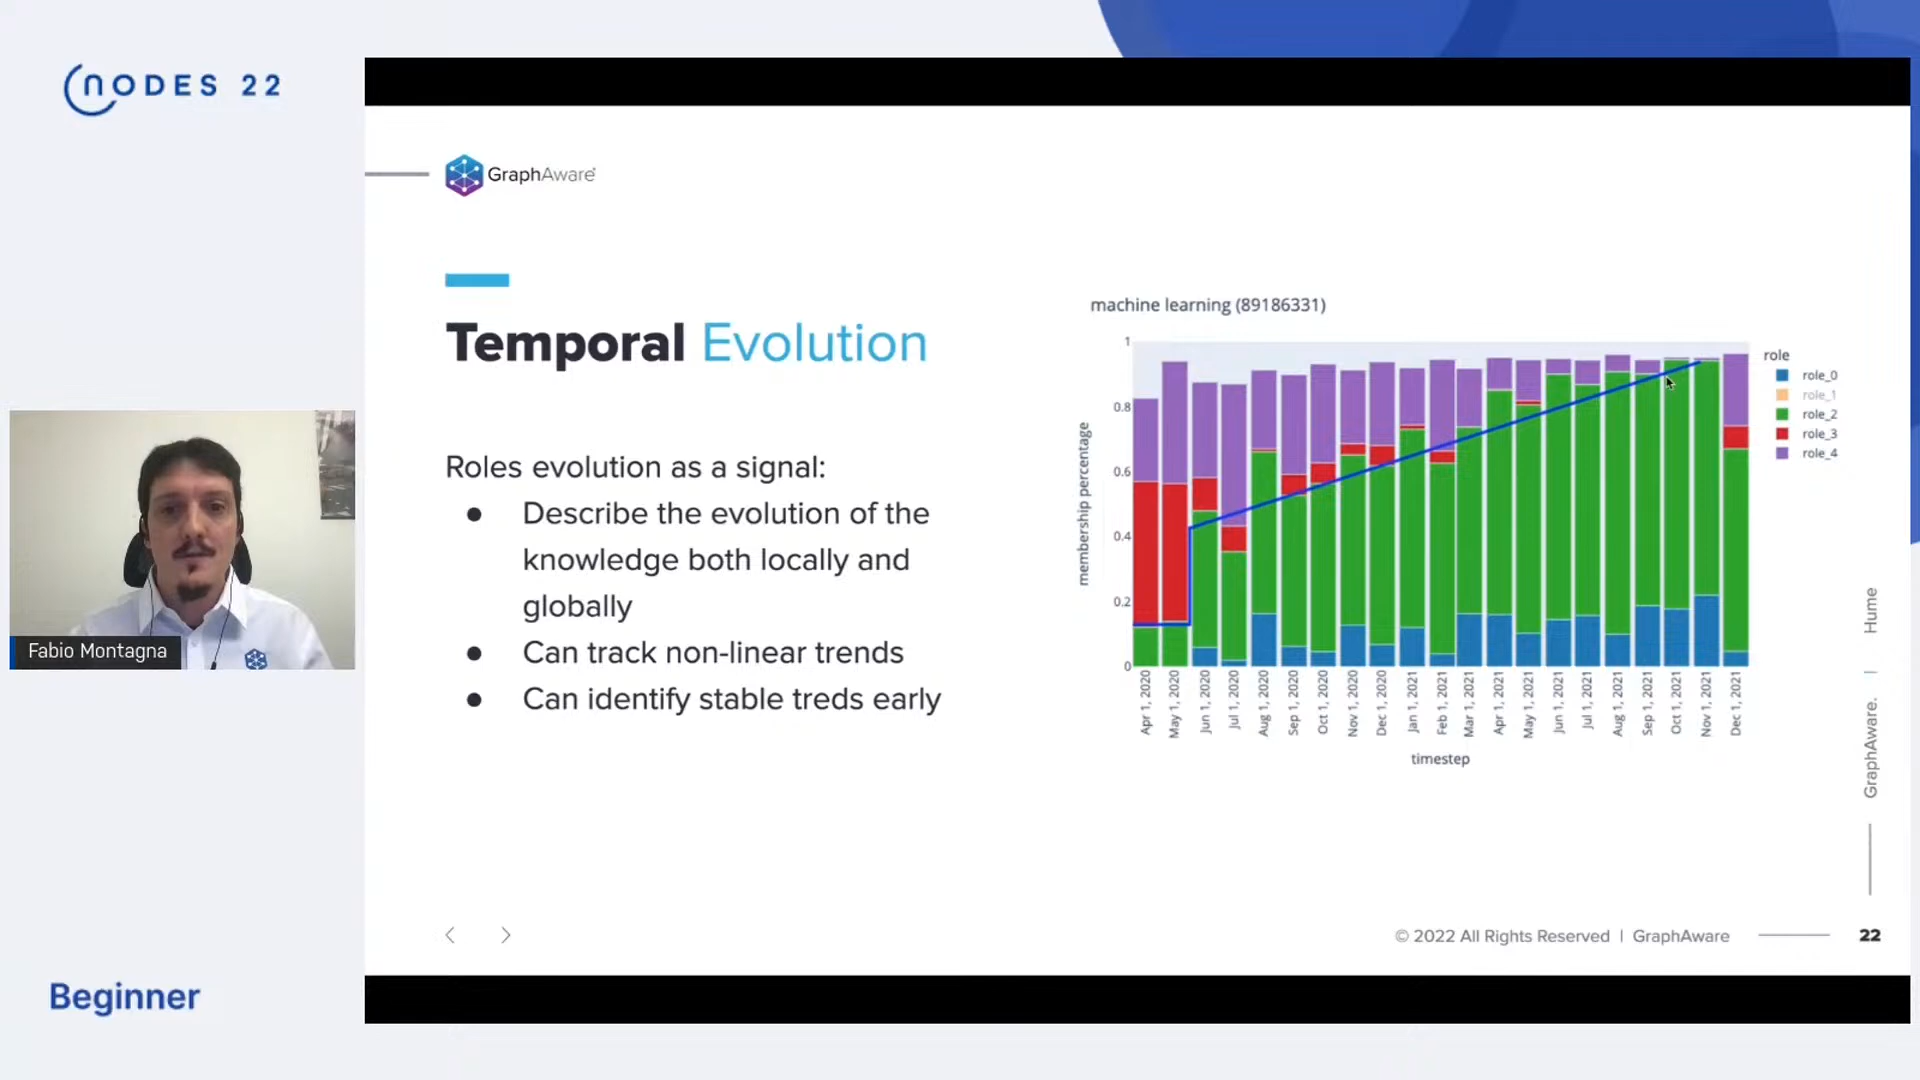 NODES 22
GraphAware
Temporal Evolution
Roles evolution as a signal:
● Describe the evolution of the
knowledge both locally and
globally
● Can track non-linear trends
● Can identify stable treds early
machine learning (89186331)
membership percentage
1
0.8
0.6
0.4
0.2
0
Apr 1, 2020
May 1, 2020
Jun 1, 2020
Jul 1, 2020
Aug 1, 2020
Sep 1, 2020
Oct 1, 2020
Nov 1, 2020
Dec 1, 2020
Jan 1, 2021
Feb 1, 2021
Mar 1, 2021
Apr 1, 2021
May 1, 2021
Jun 1, 2021
Jul 1, 2021
Aug 1, 2021
Sep 1, 2021
Oct 1, 2021
Nov 1, 2021
Dec 1, 2021
timestep
role
role_0
role_1
role_2
role_3
role_4
GraphAware. | Hume
Fabio Montagna
© 2022 All Rights Reserved | GraphAware
22
Beginner